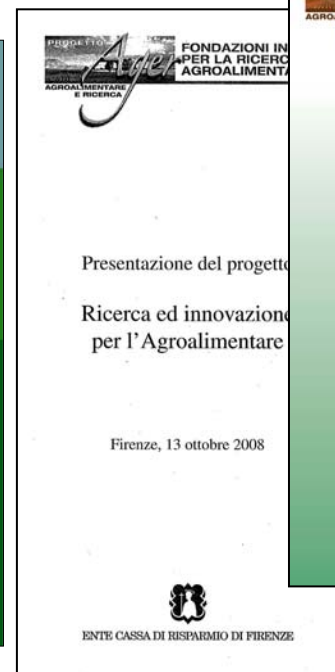 PROGETTO
Ager
AGROALIMENTARE
E RICERCA
FONDAZIONI IN
PER LA RICERC
AGROALIMENTA
AGRO
Presentazione del progetto
Ricerca ed innovazione
per l'Agroalimentare
Firenze, 13 ottobre 2008
ENTE CASSA DI RISPARMIO DI FIRENZE